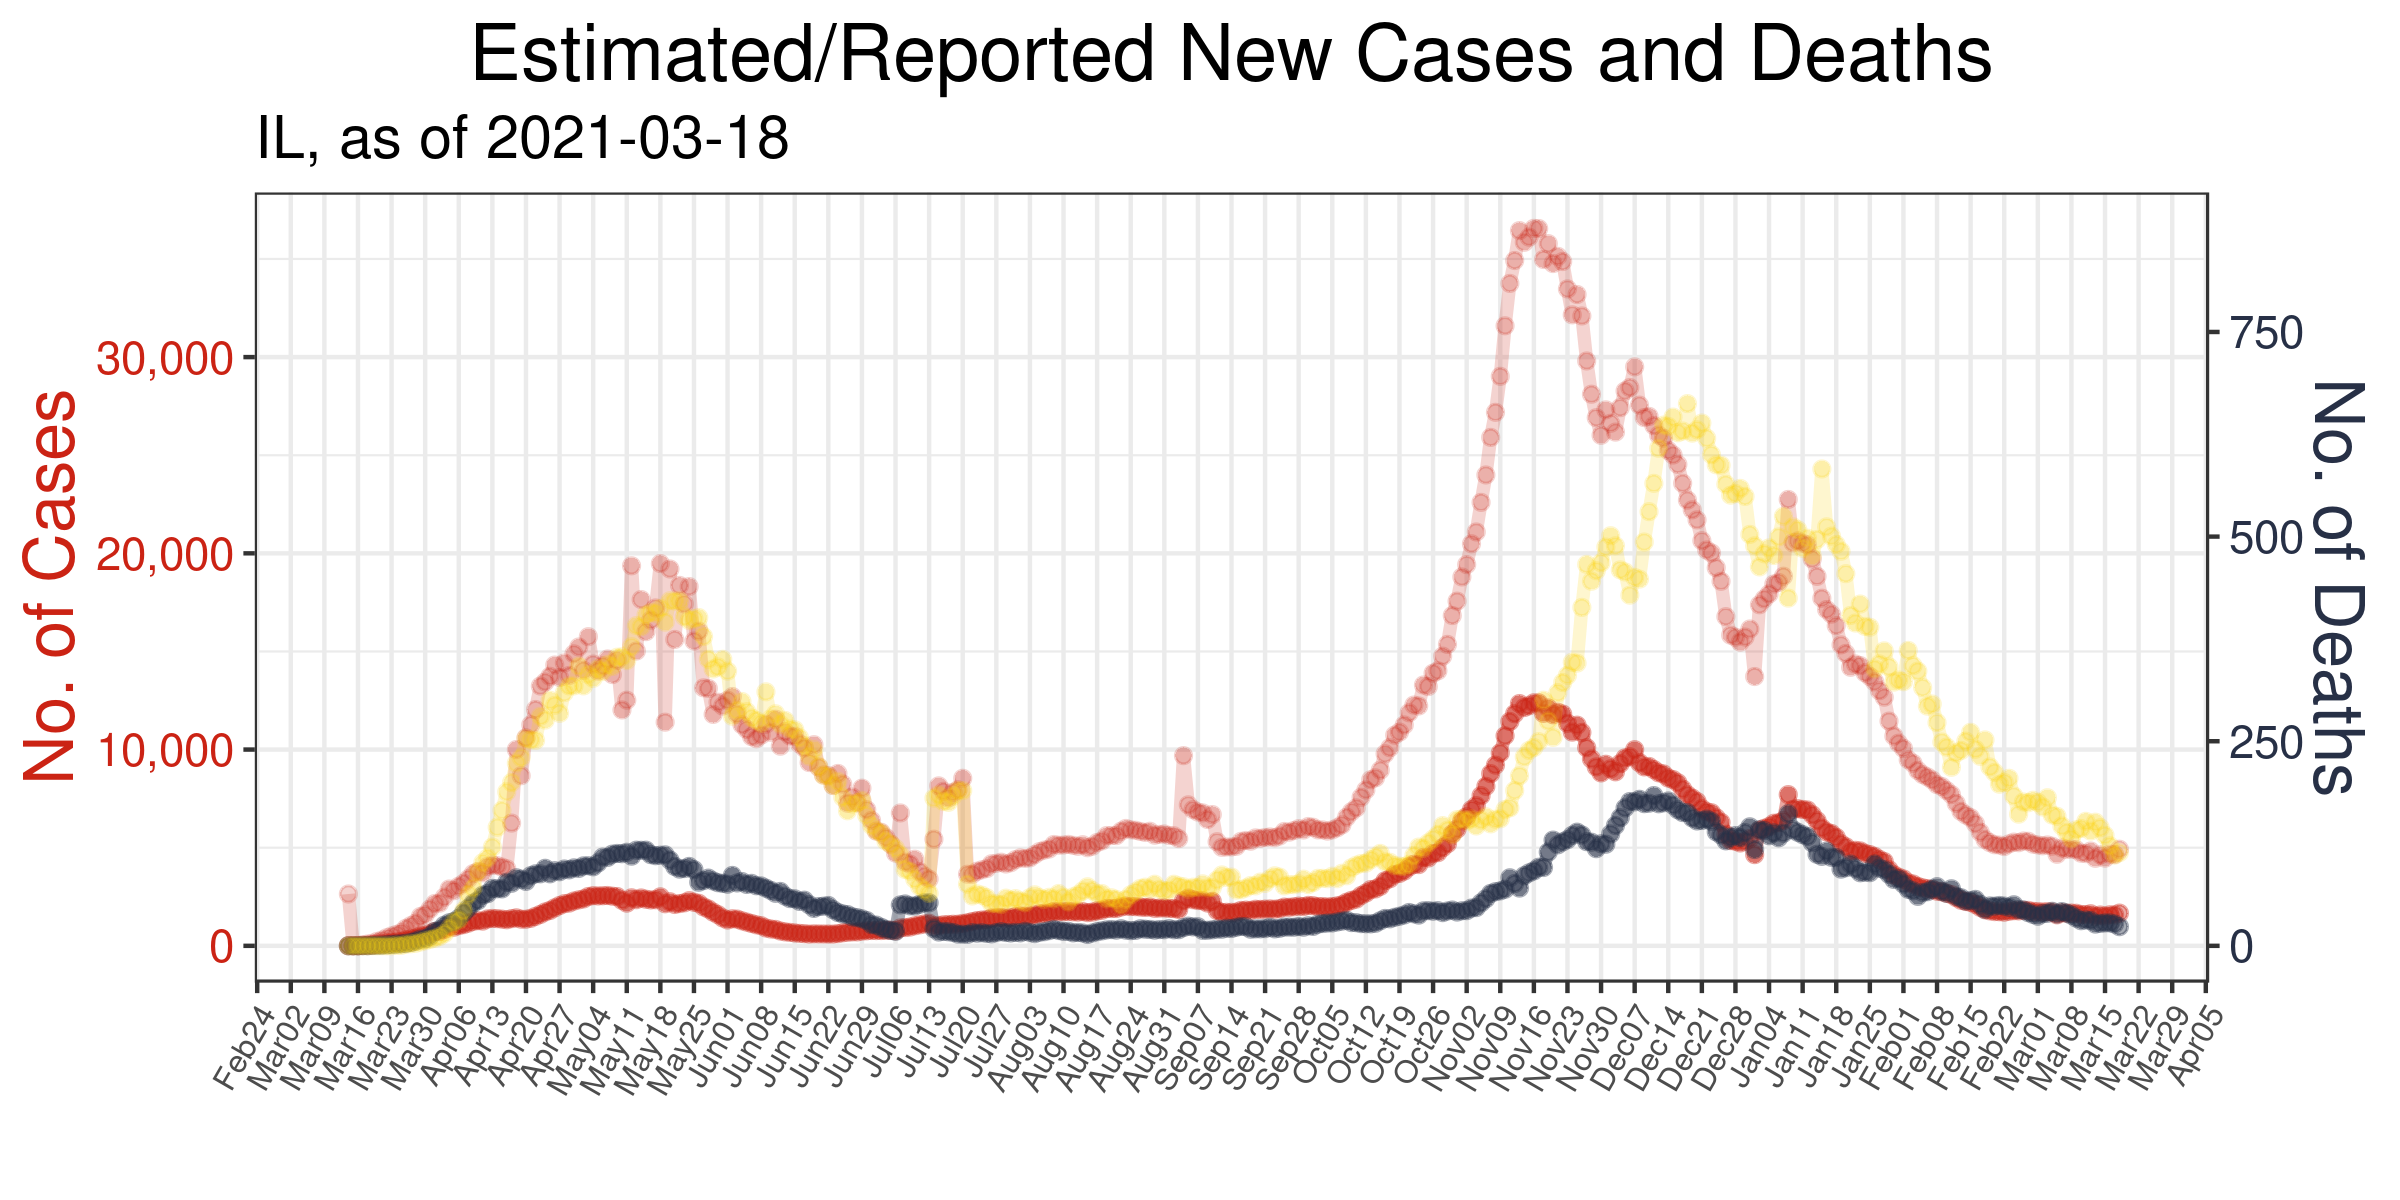 Estimated/Reported New Cases and Deaths
IL, as of 2021-03-18
No. of Cases
30,000
20,000
10,000
0
750
500
250
0
No. of Deaths
Feb24
Mar02
Mar09
Mar16
Mar23
Mar30
Apr06
Apr13
Apr20
Apr27
May04
May11
May18
May25
Jun01
Jun08
Jun15
Jun22
Jun29
Jul06
Jul13
Jul20
Jul27
Aug03
Aug10
Aug17
Aug24
Aug31
Sep07
Sep14
Sep21
Sep28
Oct05
Oct12
Oct19
Oct26
Nov02
Nov09
Nov16
Nov23
Nov30
Dec07
Dec14
Dec21
Dec28
Jan04
Jan11
Jan18
Jan25
Feb01
Feb08
Feb15
Feb22
Mar01
Mar08
Mar15
Mar22
Mar29
Apr05